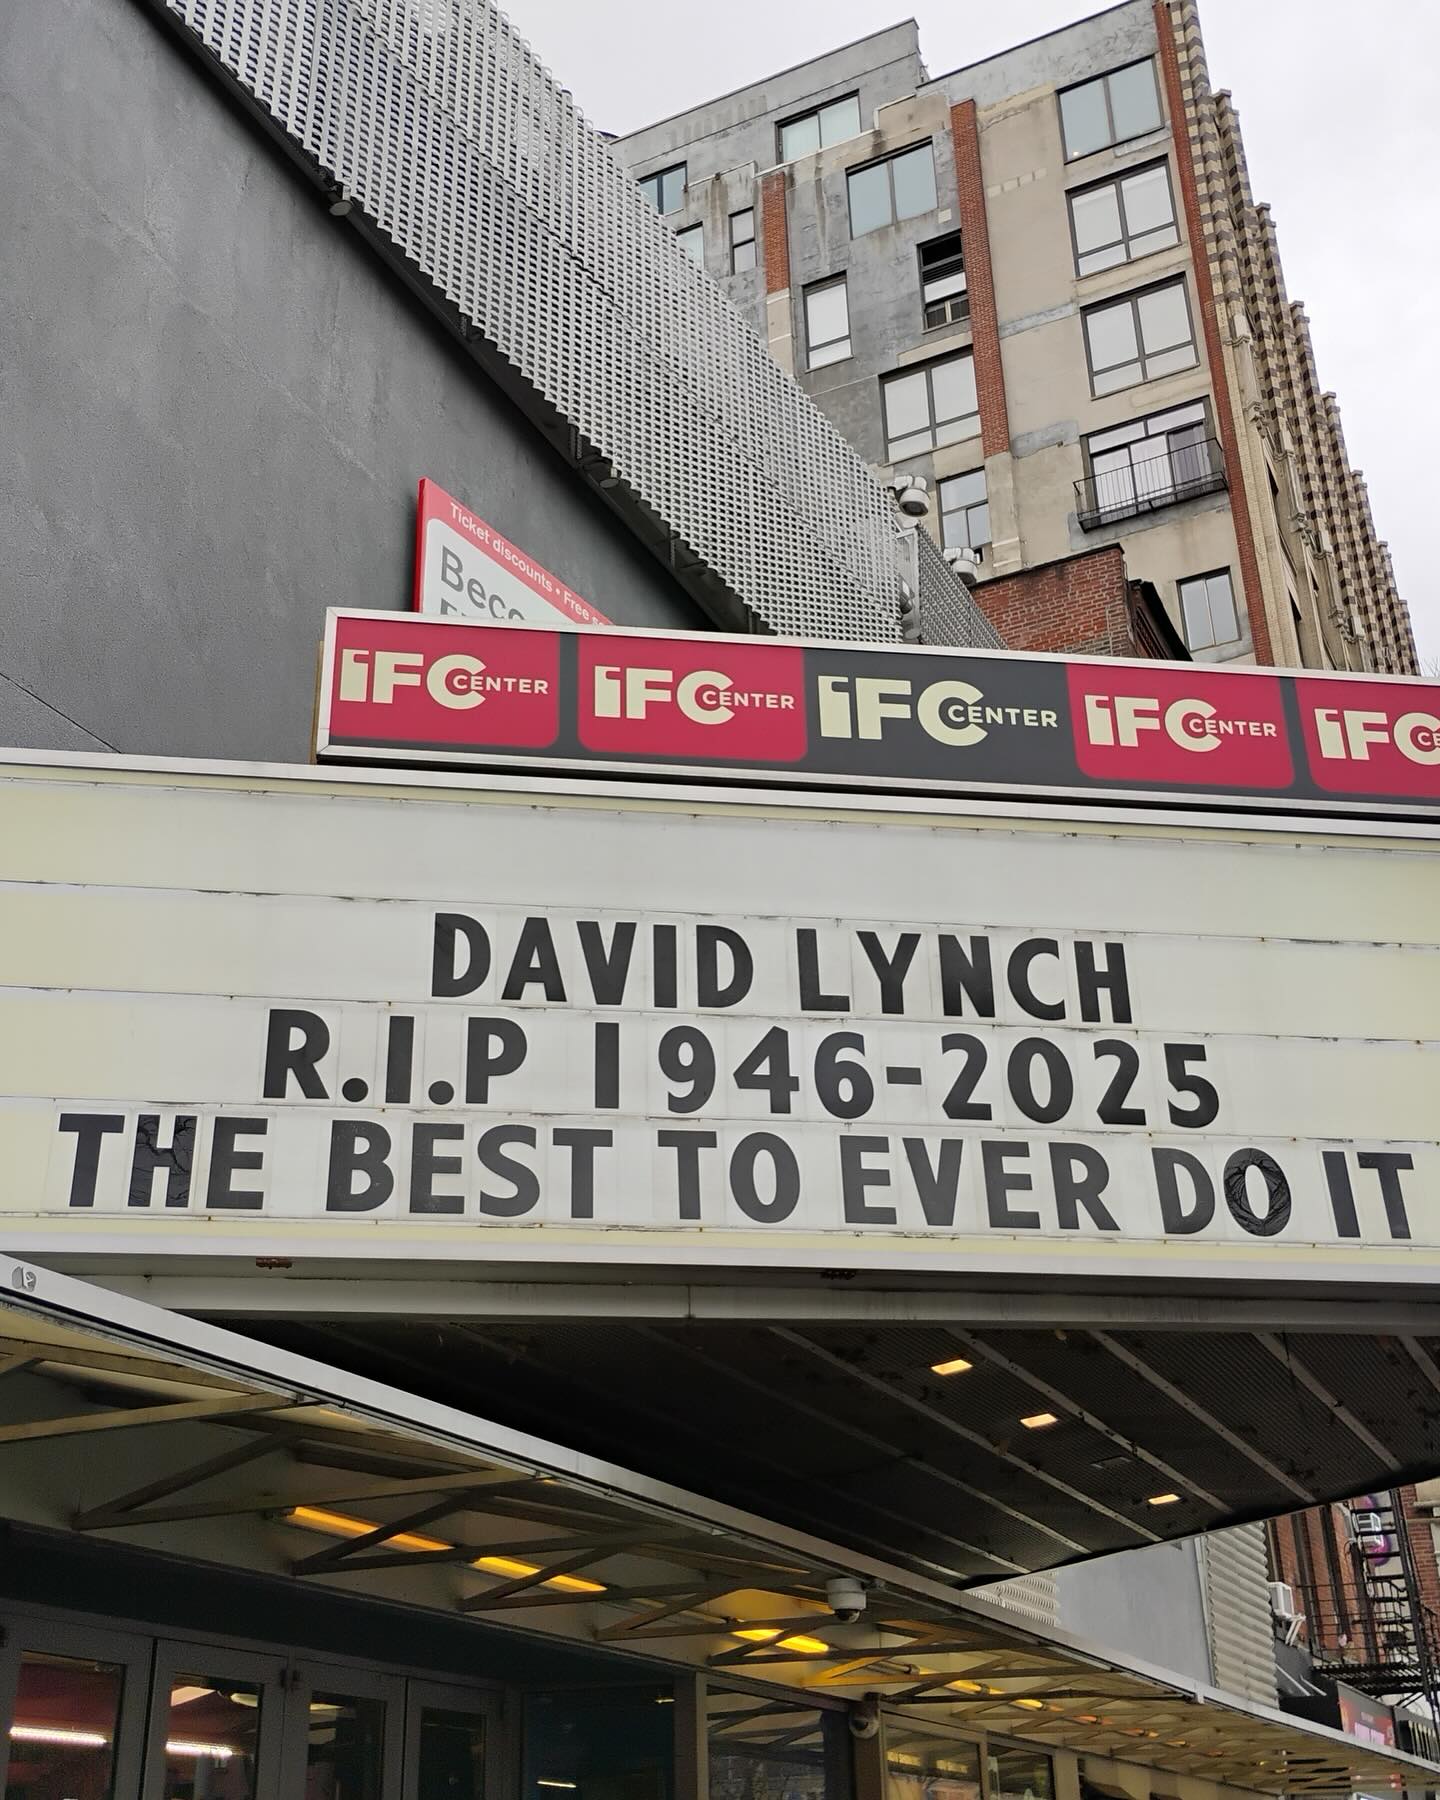 Ticket discounts • Free
iFC CENTER iFC CENTER iFC CENTER iFC CENTER iFC
DAVID LYNCH
R.I.P 1946-2025
THE BEST TO EVER DO IT